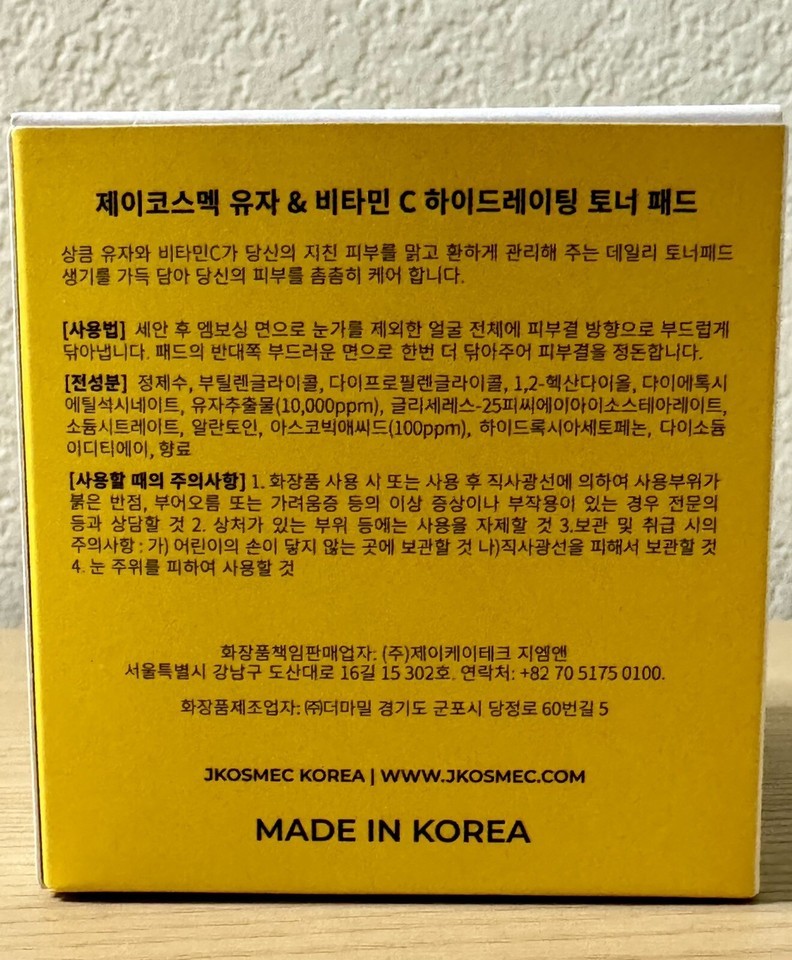 제이코스멕 유자 & 비타민 C 하이드레이팅 토너 패드
상큼 유자와 비타민C가 당신의 지친 피부를 맑고 환하게 관리해 주는 데일리 토너패드
생기를 가득 담아 당신의 피부를 촘촘히 케어 합니다.
[사용법] 세안 후 엠보싱 면으로 눈가를 제외한 얼굴 전체에 피부결 방향으로 부드럽게
닦아냅니다. 패드의 반대쪽 부드러운 면으로 한번 더 닦아주어 피부결을 정돈합니다.
[전성분] 정제수, 부틸렌글라이콜, 다이프로필렌글라이콜, 1,2-헥산다이올, 다이에톡시
에틸석시네이트, 유자추출물(10,000ppm), 글리세레스-25피씨에이아이소스테아레이트,
소듐시트레이트, 알란토인, 아스코빅애씨드(100ppm), 하이드록시아세토페논, 다이소듐
이디티에이, 향료
[사용할 때의 주의사항] 1. 화장품 사용 시 또는 사용 후 직사광선에 의하여 사용부위가
붉은 반점, 부어오름 또는 가려움증 등의 이상 증상이나 부작용이 있는 경우 전문의
등과 상담할 것 2. 상처가 있는 부위 등에는 사용을 자제할 것 3.보관 및 취급 시의
주의사항 : 가) 어린이의 손이 닿지 않는 곳에 보관할 것 나)직사광선을 피해서 보관할 것
4. 눈 주위를 피하여 사용할 것
화장품책임판매업자: (주)제이케이테크 지엠앤
서울특별시 강남구 도산대로 16길 15 302호. 연락처: +82 70 5175 0100.
화장품제조업자: ㈜더마밀 경기도 군포시 당정로 60번길 5
JKOSMEC KOREA | WWW.JKOSMEC.COM
MADE IN KOREA